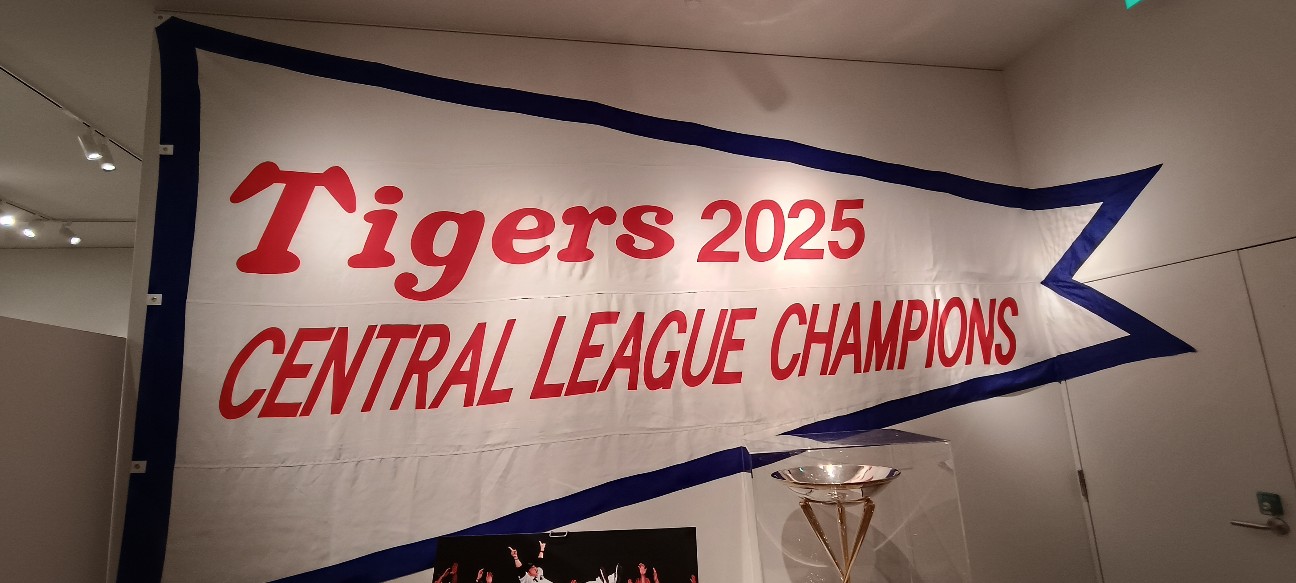 Tigers 2025
CENTRAL LEAGUE CHAMPIONS